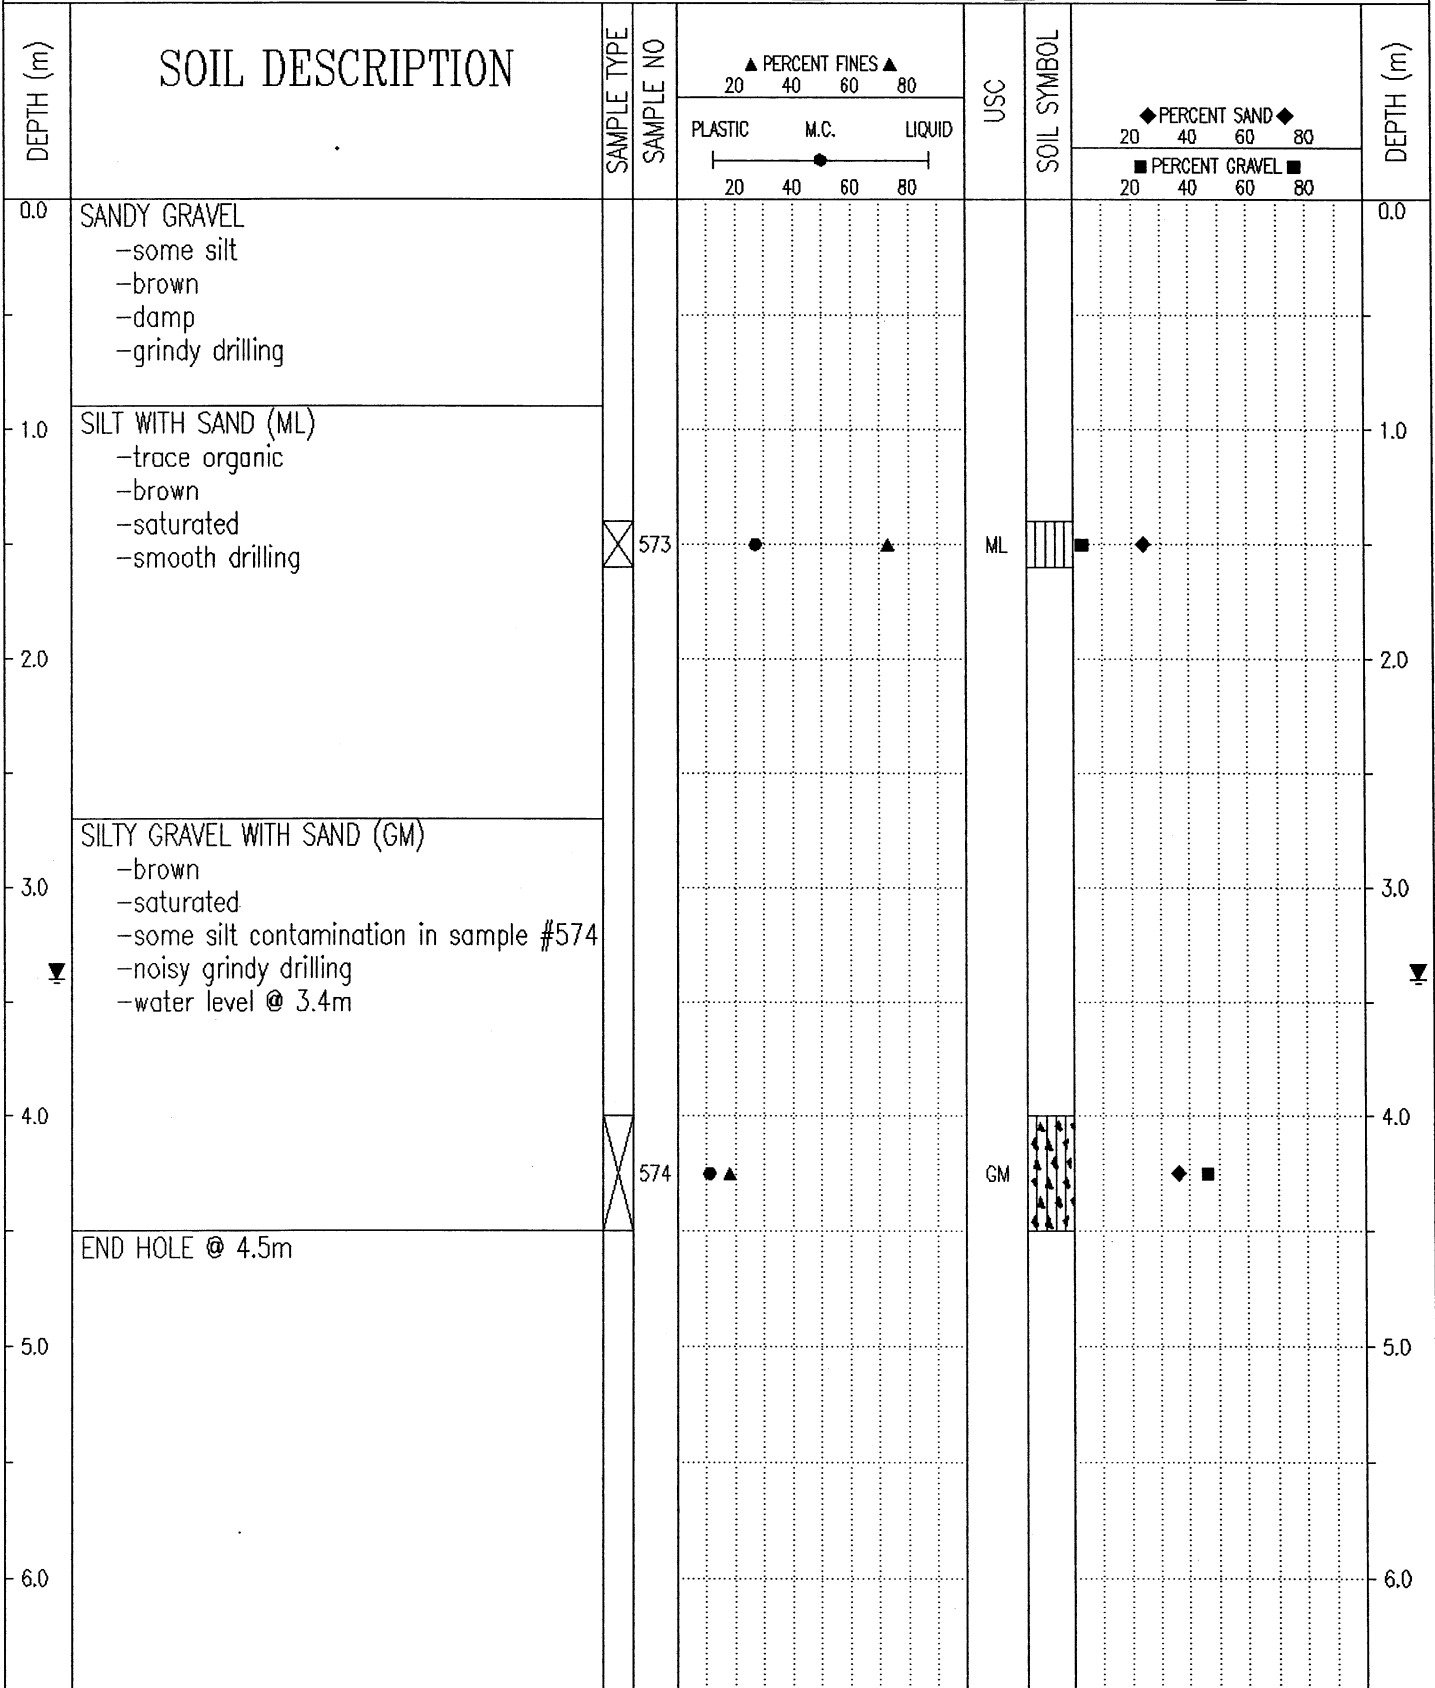 DEPTH (m)
SOIL DESCRIPTION
SAMPLE TYPE
SAMPLE NO
▲ PERCENT FINES ▲
20 40 60 80
PLASTIC M.C. LIQUID
20 40 60 80
USC
SOIL SYMBOL
◆ PERCENT SAND ◆
20 40 60 80
■ PERCENT GRAVEL ■
20 40 60 80
DEPTH (m)
0.0
SANDY GRAVEL
0.0
-some silt
-brown
-damp
-grindy drilling
1.0
SILT WITH SAND (ML)
1.0
-trace organic
-brown
-saturated
-smooth drilling
573
ML
2.0
2.0
SILTY GRAVEL WITH SAND (GM)
-brown
3.0
3.0
-saturated
-some silt contamination in sample #574
-noisy grindy drilling
-water level @ 3.4m
4.0
4.0
574
GM
END HOLE @ 4.5m
5.0
5.0
6.0
6.0